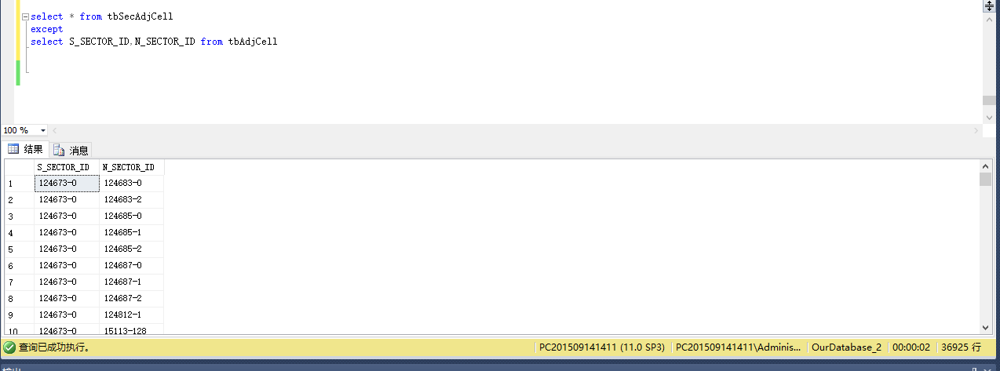 select * from tbSecAdjCell
except
select S_SECTOR_ID,N_SECTOR_ID from tbAdjCell
100 %
结果 消息
S_SECTOR_ID N_SECTOR_ID
1 124673-0 124683-0
2 124673-0 124683-2
3 124673-0 124685-0
4 124673-0 124685-1
5 124673-0 124685-2
6 124673-0 124687-0
7 124673-0 124687-1
8 124673-0 124687-2
9 124673-0 124812-1
10 124673-0 15113-128
查询已成功执行。 PC201509141411 (11.0 SP3) PC201509141411\Adminis... OurDatabase_2 00:00:02 36925 行